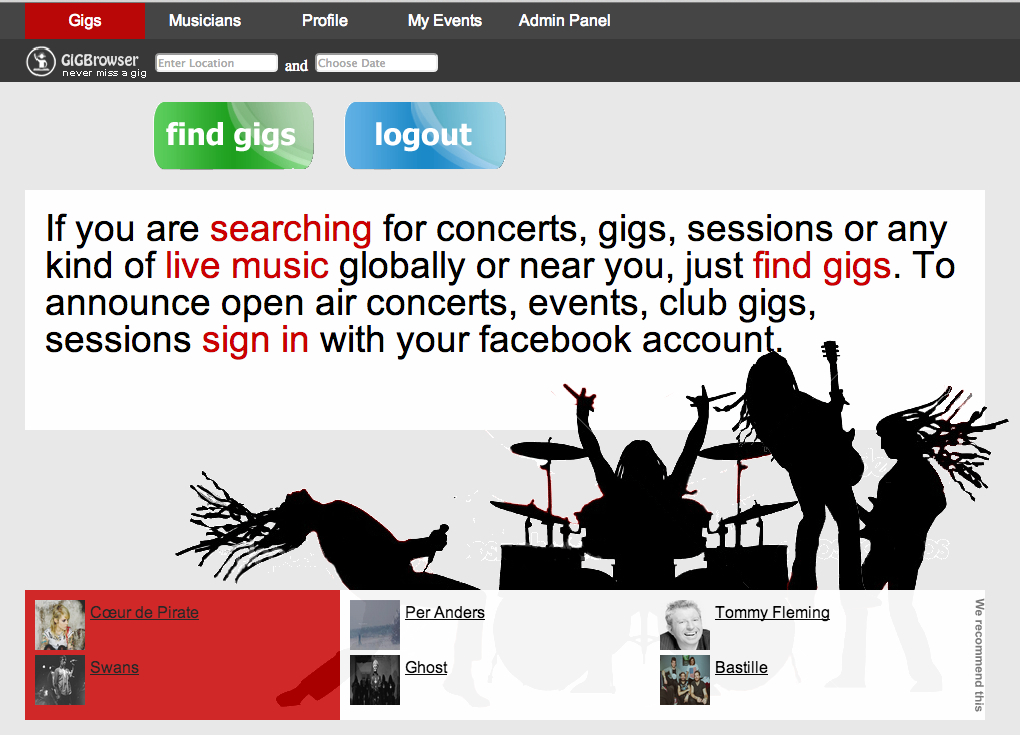 Gigs Musicians Profile My Events Admin Panel
GIGBrowser
never miss a gig
Enter Location and Choose Date
find gigs logout
If you are searching for concerts, gigs, sessions or any
kind of live music globally or near you, just find gigs. To
announce open air concerts, events, club gigs,
sessions sign in with your facebook account.
Cœur de Pirate Per Anders Tommy Fleming
Swans Ghost Bastille
We recommend this